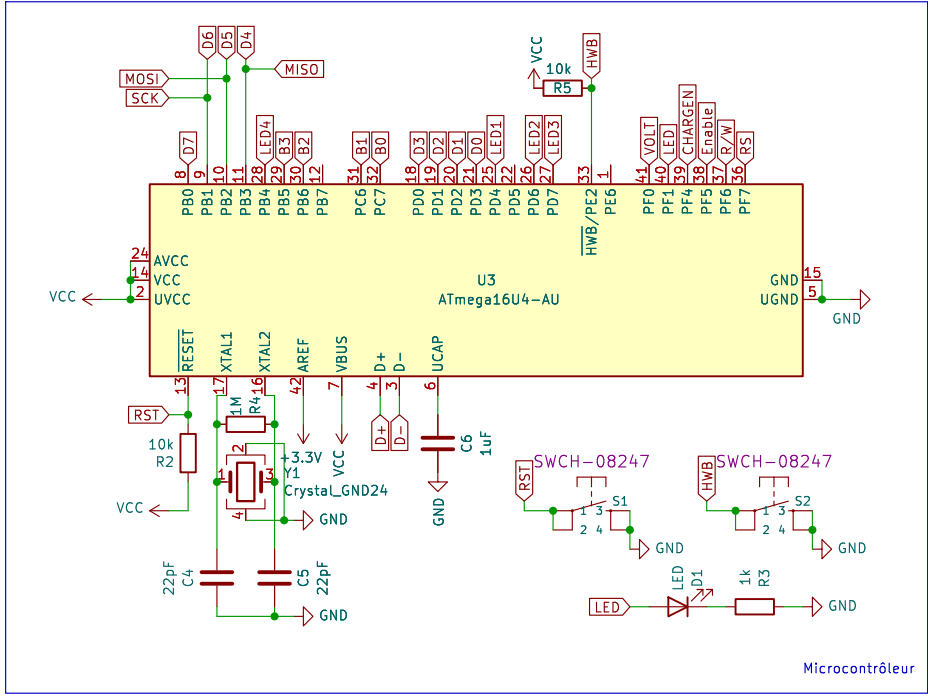 D6
D5
D4
MISO
MOSI
SCK
VCC
10k
R5
HWB
D7
LED4
B3
B2
B1
B0
D3
D2
D1
D0
LED1
LED2
LED3
VOLT
LED
CHARGEN
Enable
R/W
RS
8
9
10
11
28
29
30
12
31
32
18
19
20
21
25
22
26
27
33
1
41
40
39
38
37
36
PB0
PB1
PB2
PB3
PB4
PB5
PB6
PB7
PC6
PC7
PD0
PD1
PD2
PD3
PD4
PD5
PD6
PD7
HWB/PE2
PE6
PF0
PF1
PF4
PF5
PF6
PF7
24
AVCC
14
VCC
2
UVCC
VCC
U3
ATmega16U4-AU
GND
15
UGND
5
GND
RESET
XTAL1
XTAL2
AREF
VBUS
D+
D-
UCAP
13
17
16
42
7
4
3
6
RST
10k
R2
VCC
1M
R4
2
1
3
4
+3.3V
Y1
Crystal_GND24
GND
VCC
D+
D-
C6
1uF
GND
22pF
C4
C5
22pF
GND
SWCH-08247
RST
S1
1 3
2 4
GND
SWCH-08247
HWB
S2
1 3
2 4
GND
LED
LED
D1
1k
R3
GND
Microcontrôleur